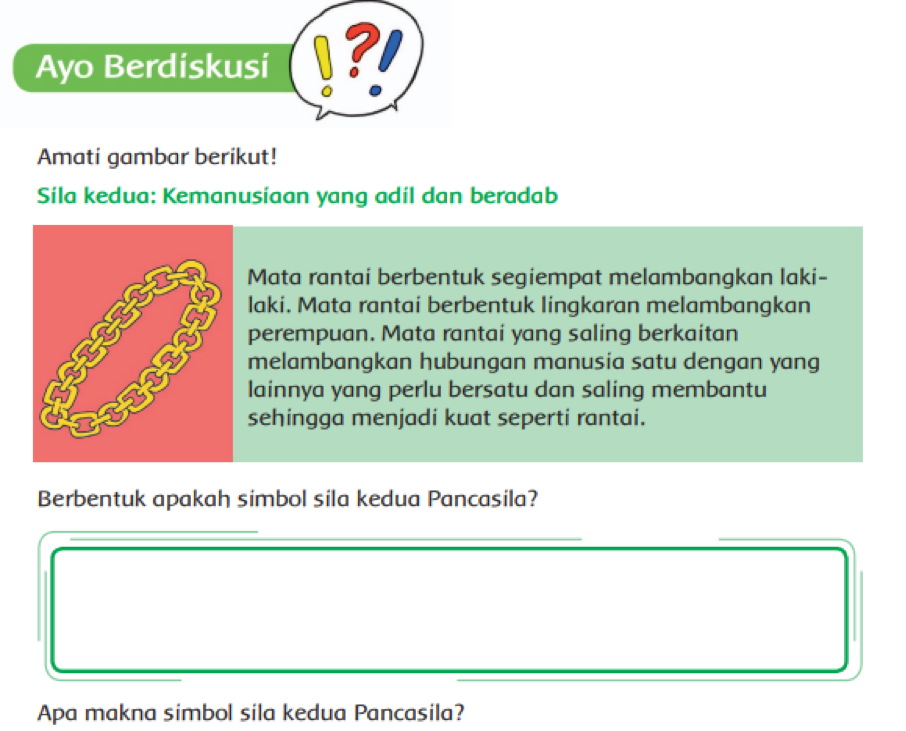 Ayo Berdiskusi
Amati gambar berikut!
Sila kedua: Kemanusiaan yang adil dan beradab
Mata rantai berbentuk segiempat melambangkan laki-
laki. Mata rantai berbentuk lingkaran melambangkan
perempuan. Mata rantai yang saling berkaitan
melambangkan hubungan manusia satu dengan yang
lainnya yang perlu bersatu dan saling membantu
sehingga menjadi kuat seperti rantai.
Berbentuk apakah simbol sila kedua Pancasila?
Apa makna simbol sila kedua Pancasila?